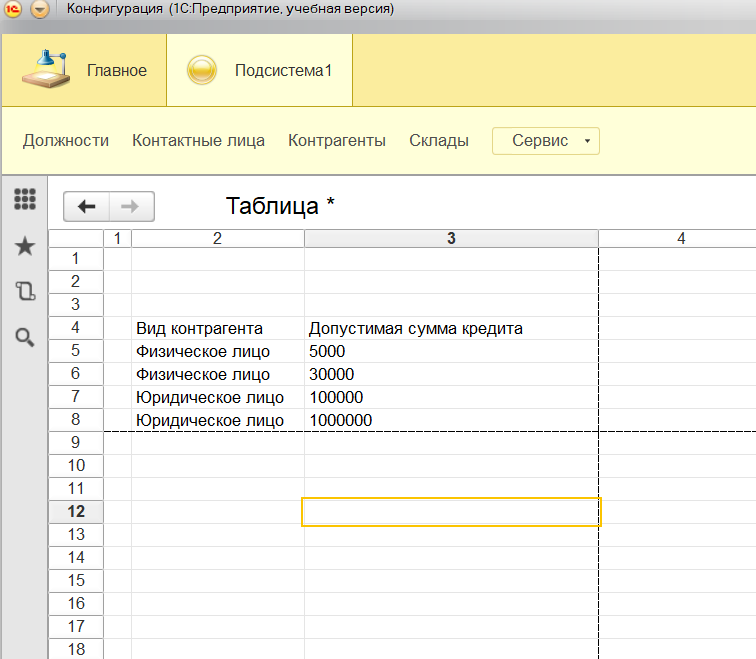 1С Конфигурация (1С:Предприятие, учебная версия)
Главное Подсистема1
Должности Контактные лица Контрагенты Склады Сервис
Таблица *
1 2 3 4
1
2
3
4 Вид контрагента Допустимая сумма кредита
5 Физическое лицо 5000
6 Физическое лицо 30000
7 Юридическое лицо 100000
8 Юридическое лицо 1000000
9
10
11
12
13
14
15
16
17
18